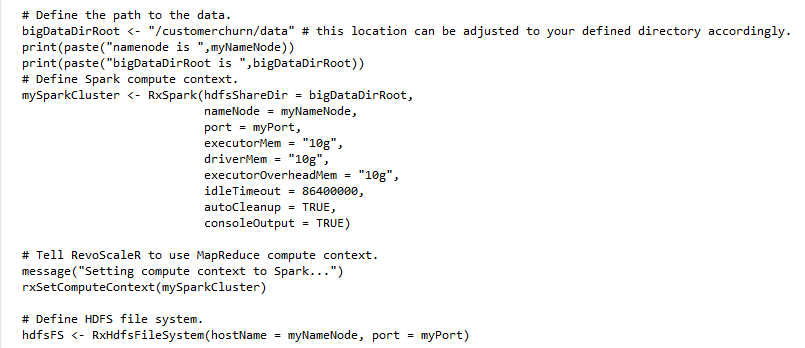 # Define the path to the data.
bigDataDirRoot <- "/customerchurn/data" # this location can be adjusted to your defined directory accordingly.
print(paste("namenode is ",myNameNode))
print(paste("bigDataDirRoot is ",bigDataDirRoot))
# Define Spark compute context.
mySparkCluster <- RxSpark(hdfsShareDir = bigDataDirRoot,
                          nameNode = myNameNode,
                          port = myPort,
                          executorMem = "10g",
                          driverMem = "10g",
                          executorOverheadMem = "10g",
                          idleTimeout = 86400000,
                          autoCleanup = TRUE,
                          consoleOutput = TRUE)

# Tell RevoScaleR to use MapReduce compute context.
message("Setting compute context to Spark...")
rxSetComputeContext(mySparkCluster)

# Define HDFS file system.
hdfsFS <- RxHdfsFileSystem(hostName = myNameNode, port = myPort)